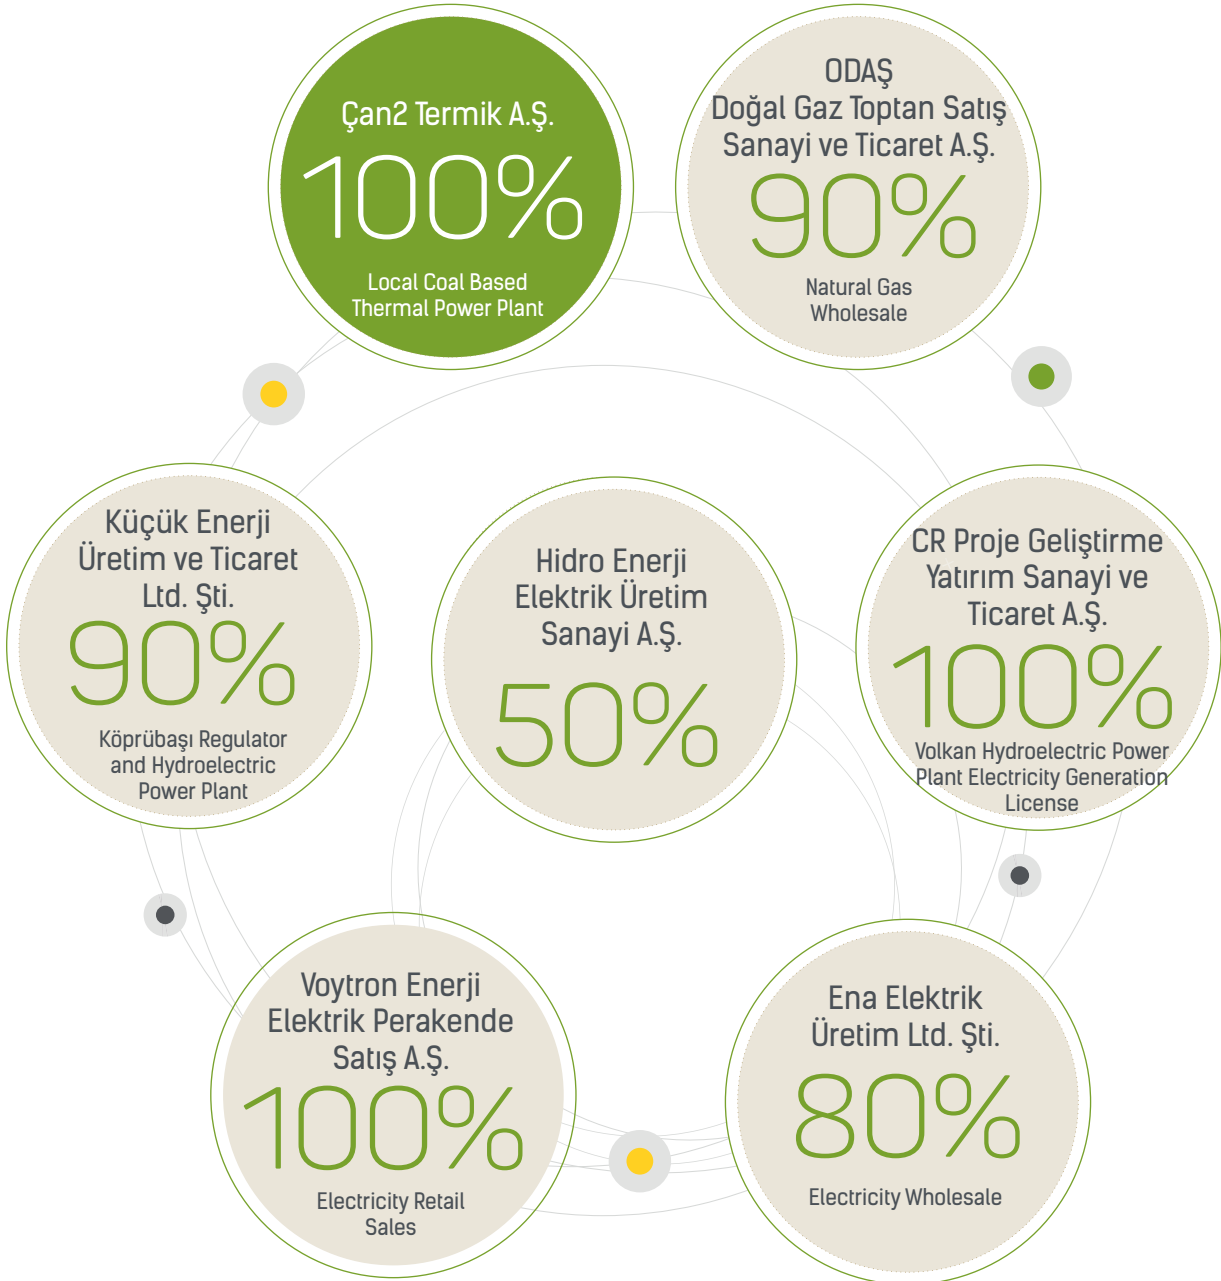 Çan2 Termik A.Ş.
100%
Local Coal Based
Thermal Power Plant
ODAŞ
Doğal Gaz Toptan Satış
Sanayi ve Ticaret A.Ş.
90%
Natural Gas
Wholesale
Küçük Enerji
Üretim ve Ticaret
Ltd. Şti.
90%
Köprübaşı Regulator
and Hydroelectric
Power Plant
Hidro Enerji
Elektrik Üretim
Sanayi A.Ş.
50%
CR Proje Geliştirme
Yatırım Sanayi ve
Ticaret A.Ş.
100%
Volkan Hydroelectric Power
Plant Electricity Generation
License
Voytron Enerji
Elektrik Perakende
Satış A.Ş.
100%
Electricity Retail
Sales
Ena Elektrik
Üretim Ltd. Şti.
80%
Electricity Wholesale